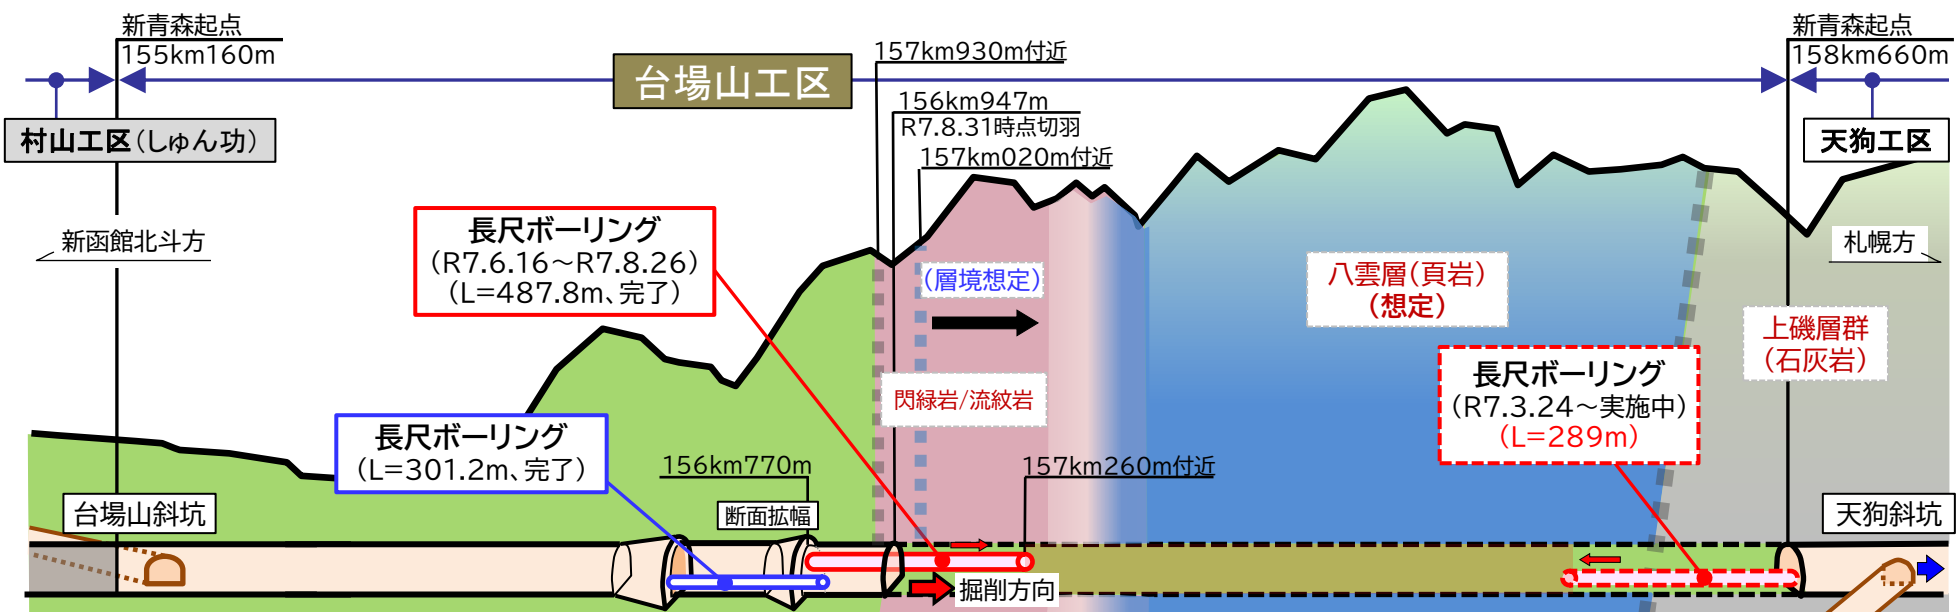 新青森起点
155km160m
台場山工区
157km930m付近
156km947m
R7.8.31時点切羽
157km020m付近
新青森起点
158km660m
村山工区(しゅん功)
天狗工区
新函館北斗方
札幌方
長尺ボーリング
(R7.6.16～R7.8.26)
(L=487.8m、完了)
(層境想定)
八雲層(頁岩)
(想定)
上磯層群
(石灰岩)
閃緑岩/流紋岩
長尺ボーリング
(R7.3.24～実施中)
(L=289m)
長尺ボーリング
(L=301.2m、完了)
156km770m
157km260m付近
台場山斜坑
断面拡幅
天狗斜坑
掘削方向